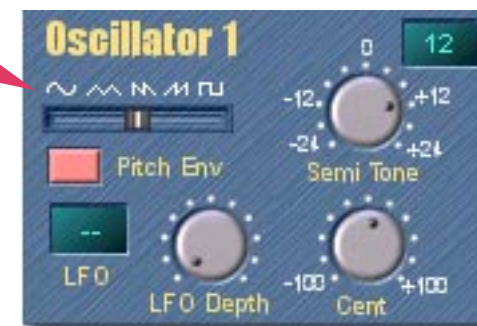 Oscillator 1
12
0
-12
+12
-24
+24
Pitch Env
Semi Tone
--
LFO
LFO Depth
-100
+100
Cent